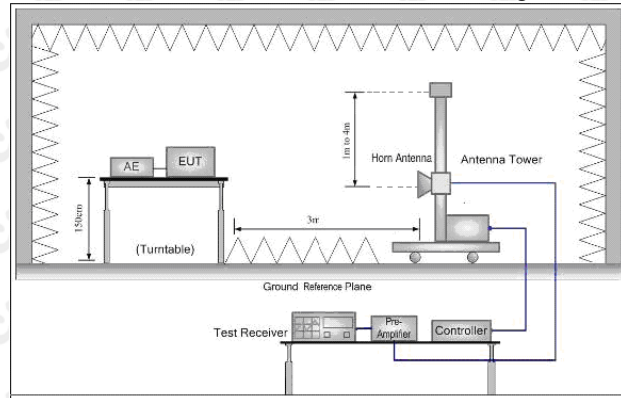 AE
EUT
150cm
(Turntable)
3m
1m to 4m
Horn Antenna
Antenna Tower
Ground Reference Plane
Test Receiver
Pre-
Amplifier
Controller